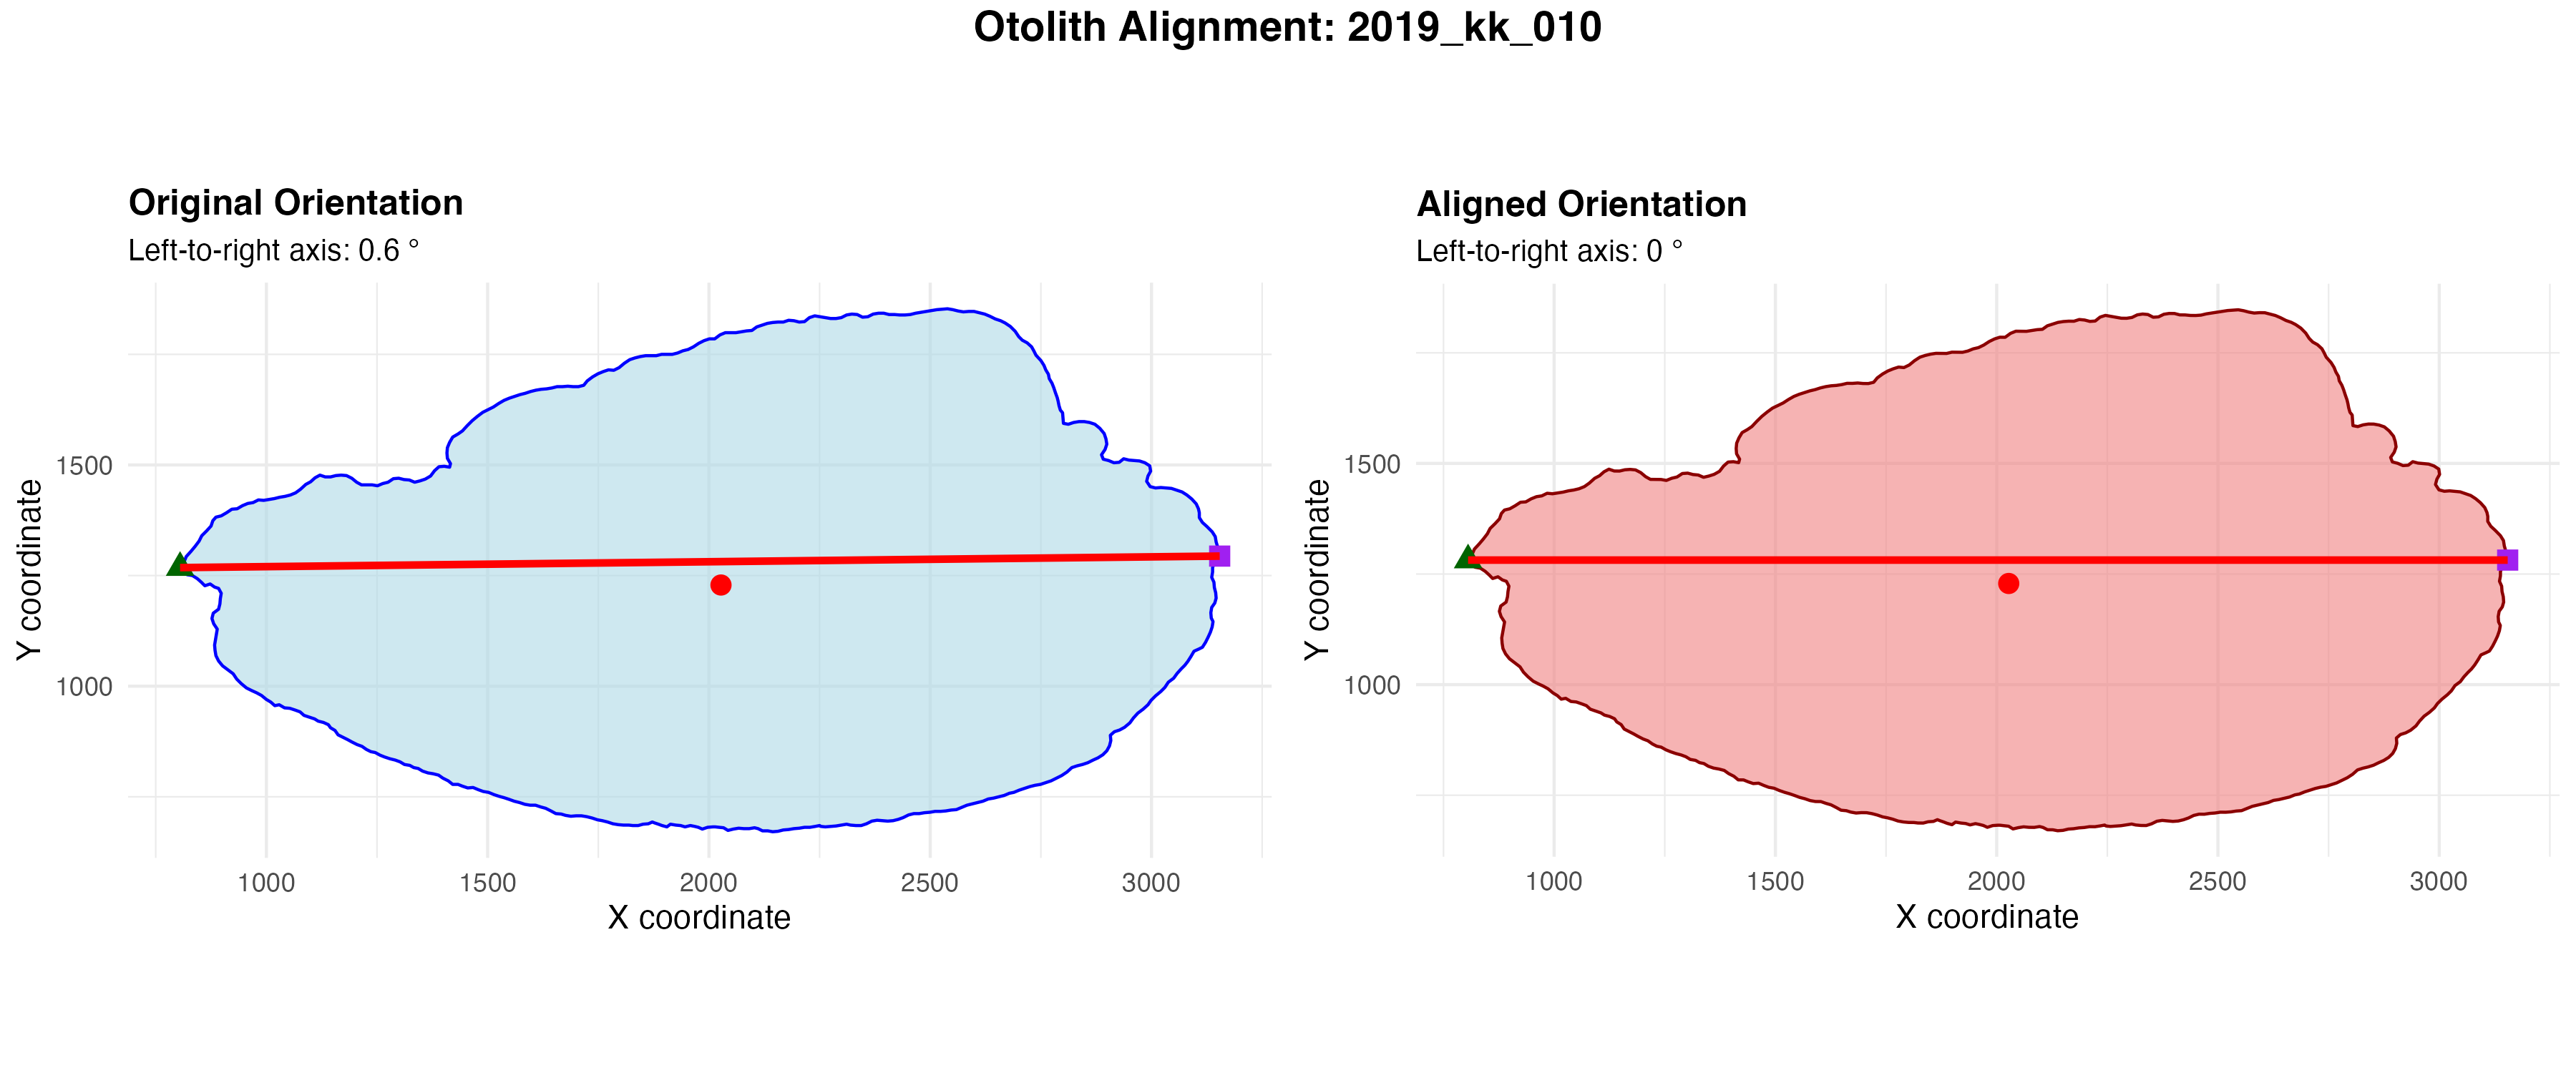 Otolith Alignment: 2019_kk_010
Original Orientation
Left-to-right axis: 0.6 °
Y coordinate
1500
1000
1000 1500 2000 2500 3000
X coordinate
Aligned Orientation
Left-to-right axis: 0 °
Y coordinate
1500
1000
1000 1500 2000 2500 3000
X coordinate